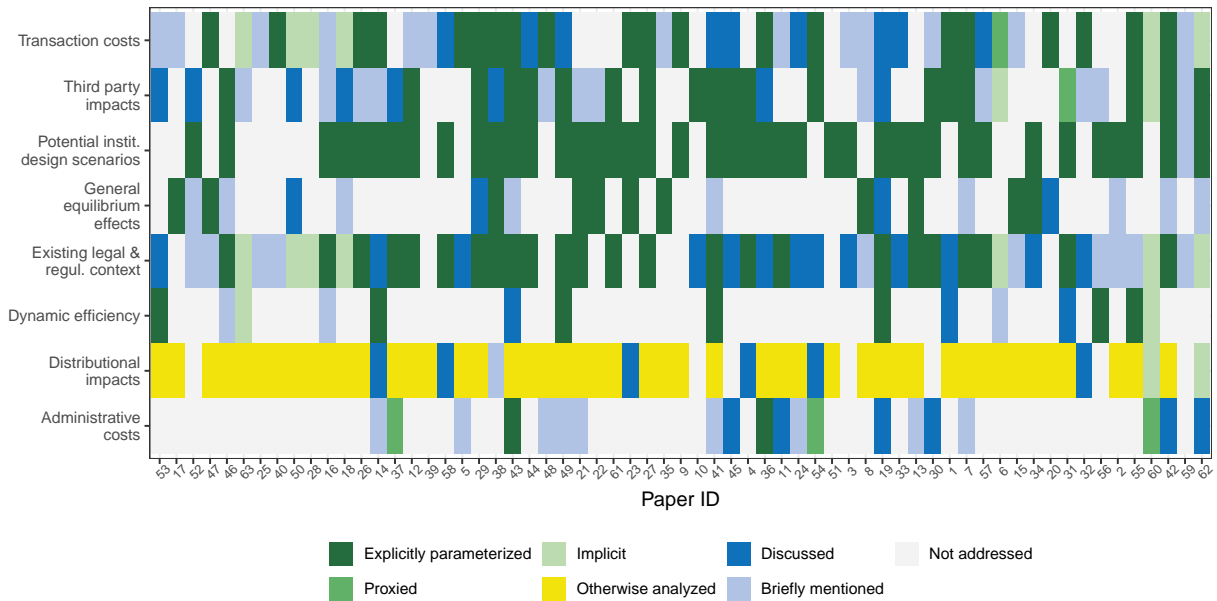 Transaction costs
Third party
impacts
Potential instit.
design scenarios
General
equilibrium
effects
Existing legal &
regul. context
Dynamic efficiency
Distributional
impacts
Administrative
costs
53 17 52 47 46 63 25 40 50 28 16 18 26 14 37 12 39 58 5 29 38 43 44 48 49 21 22 61 23 27 35 9 10 41 45 4 36 11 24 54 51 3 8 19 33 13 30 1 7 57 6 15 34 20 31 32 56 2 55 60 42 59 62
Paper ID
Explicitly parameterized Implicit Discussed Not addressed
Proxied Otherwise analyzed Briefly mentioned